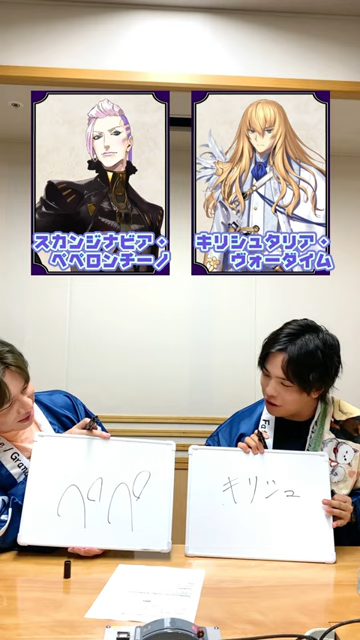 スカンジナビア・
ペペロンチーノ
キリシュタリア・
ヴォーダイム
ペペ
キリシュ